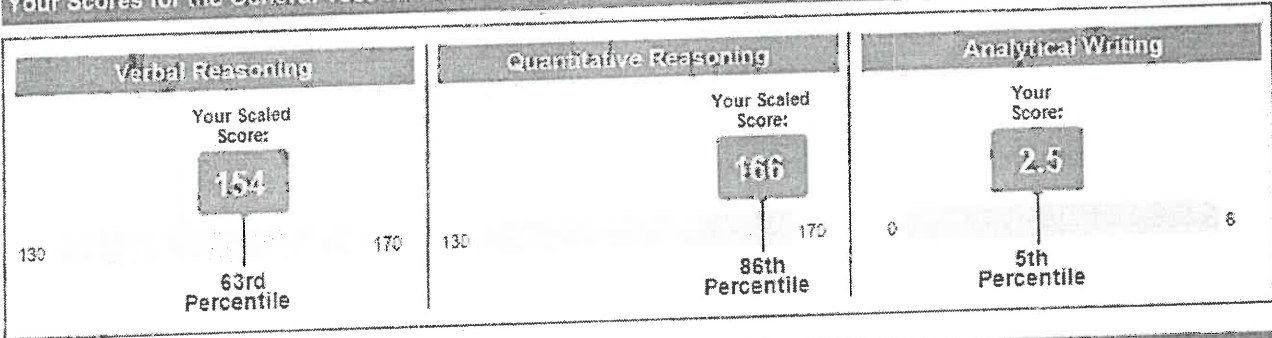 Your Scores for the General Test
Verbal Reasoning
Your Scaled
Score:
154
130
170
63rd
Percentile
Quantitative Reasoning
Your Scaled
Score:
166
130
170
86th
Percentile
Analytical Writing
Your
Score:
2.5
0
6
5th
Percentile